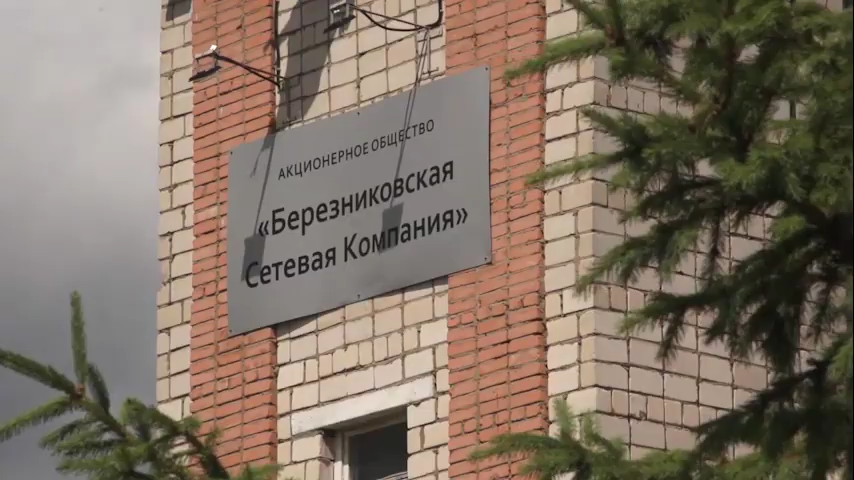 АКЦИОНЕРНОЕ ОБЩЕСТВО
«Березниковская
Сетевая Компания»